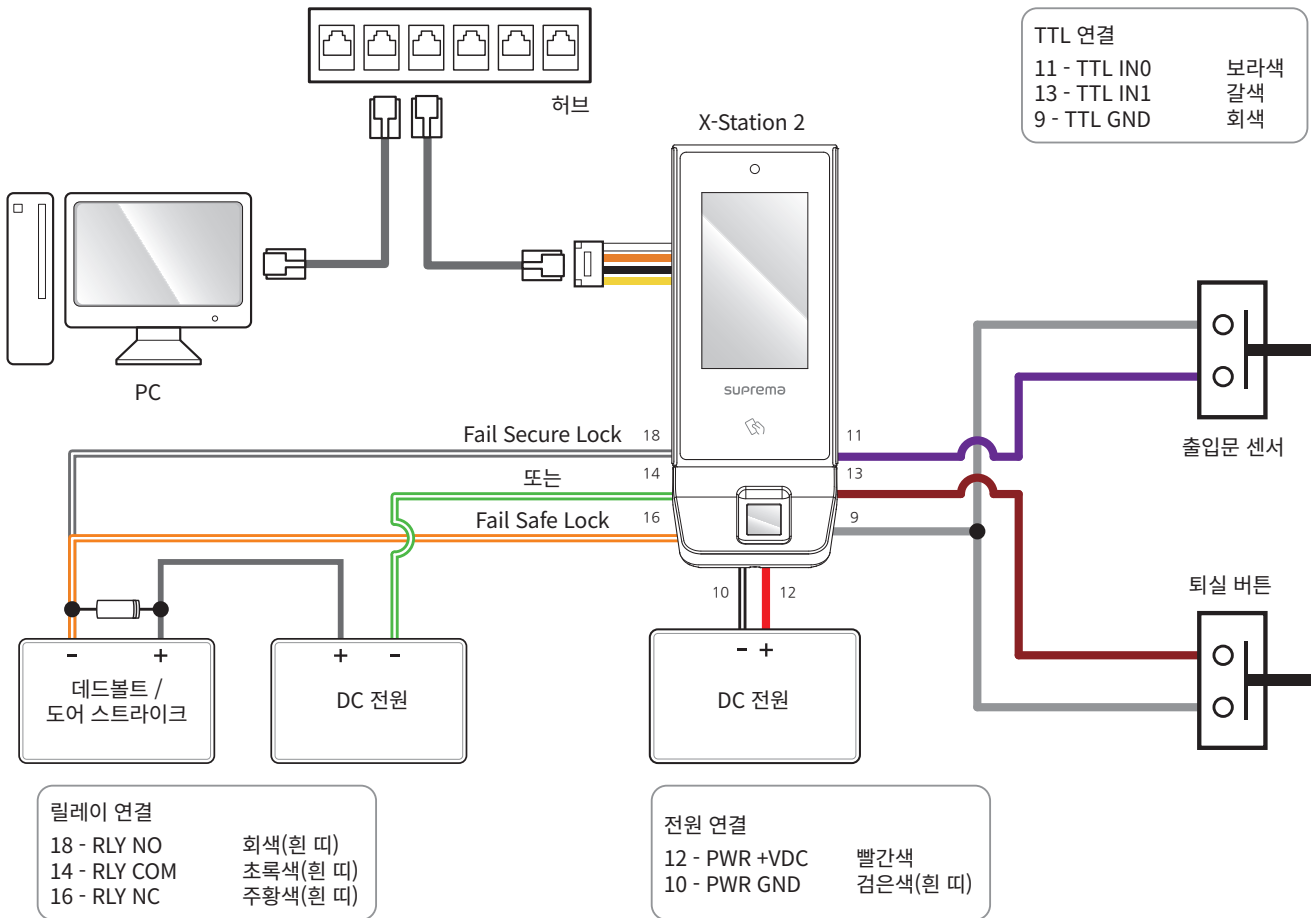 허브
X-Station 2
TTL 연결
11 - TTL IN0 보라색
13 - TTL IN1 갈색
9 - TTL GND 회색
PC
suprema
Fail Secure Lock 18
또는 14
Fail Safe Lock 16
11
13
9
출입문 센서
10 12
퇴실 버튼
- +
데드볼트 /
도어 스트라이크
+ -
DC 전원
- +
DC 전원
릴레이 연결
18 - RLY NO 회색(흰 띠)
14 - RLY COM 초록색(흰 띠)
16 - RLY NC 주황색(흰 띠)
전원 연결
12 - PWR +VDC 빨간색
10 - PWR GND 검은색(흰 띠)